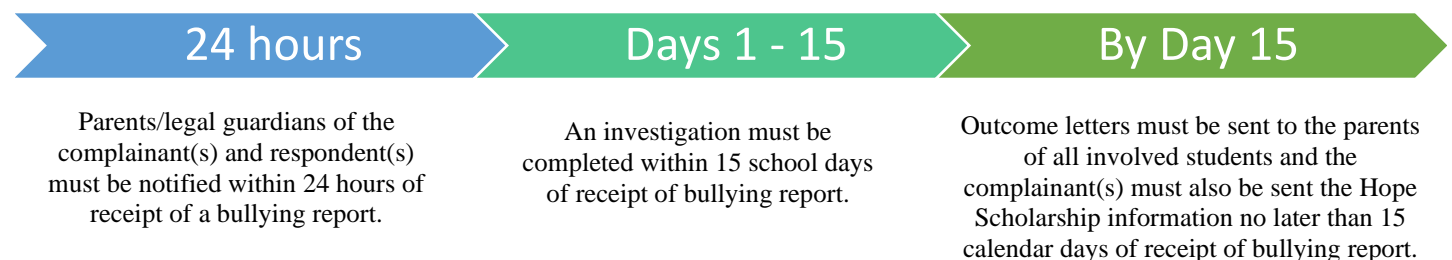 24 hours
Days 1 - 15
By Day 15
Parents/legal guardians of the
complainant(s) and respondent(s)
must be notified within 24 hours of
receipt of a bullying report.
An investigation must be
completed within 15 school days
of receipt of bullying report.
Outcome letters must be sent to the parents
of all involved students and the
complainant(s) must also be sent the Hope
Scholarship information no later than 15
calendar days of receipt of bullying report.